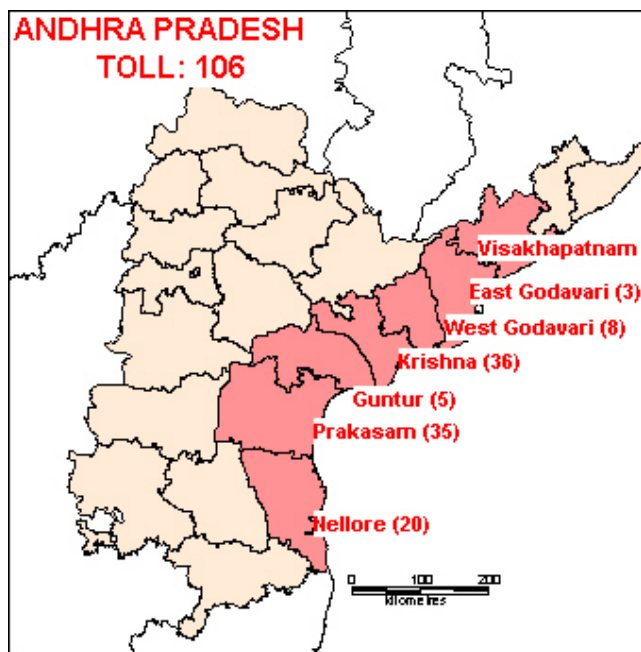 ANDHRA PRADESH
TOLL: 106
Visakhapatnam
East Godavari (3)
West Godavari (8)
Krishna (36)
Guntur (5)
Prakasam (35)
Nellore (20)
0 100 200
kilometres